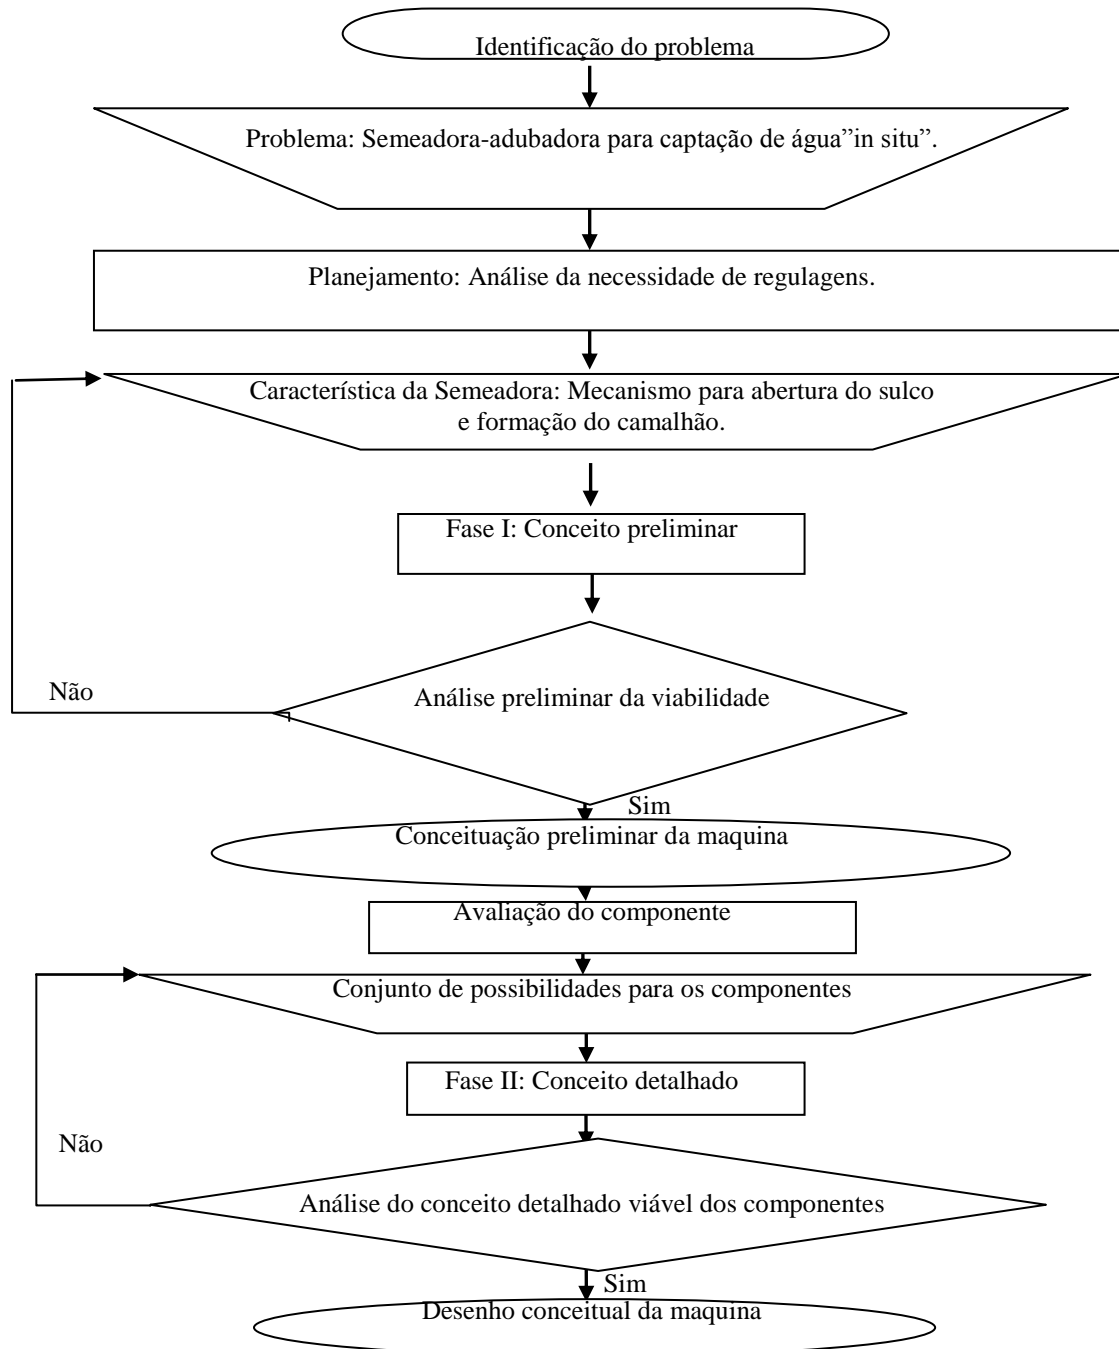 Identificação do problema
Problema: Semeadora-adubadora para captação de água”in situ”.
Planejamento: Análise da necessidade de regulagens.
Característica da Semeadora: Mecanismo para abertura do sulco
e formação do camalhão.
Fase I: Conceito preliminar
Análise preliminar da viabilidade
Não
Sim
Conceituação preliminar da maquina
Avaliação do componente
Conjunto de possibilidades para os componentes
Fase II: Conceito detalhado
Não
Análise do conceito detalhado viável dos componentes
Sim
Desenho conceitual da maquina